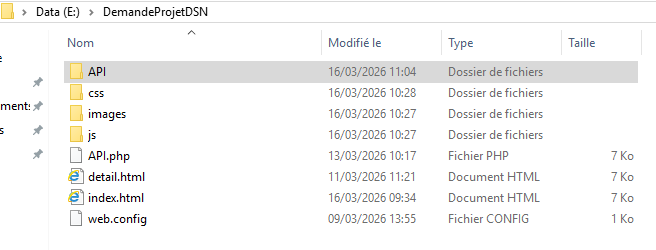 Data (E:) > DemandeProjetDSN
Nom Modifié le Type Taille
API 16/03/2026 11:04 Dossier de fichiers
css 16/03/2026 10:28 Dossier de fichiers
images 16/03/2026 10:27 Dossier de fichiers
ments
js 16/03/2026 10:27 Dossier de fichiers
s
API.php 13/03/2026 10:17 Fichier PHP 7 Ko
detail.html 11/03/2026 11:21 Document HTML 7 Ko
index.html 16/03/2026 09:34 Document HTML 7 Ko
web.config 09/03/2026 13:55 Fichier CONFIG 1 Ko